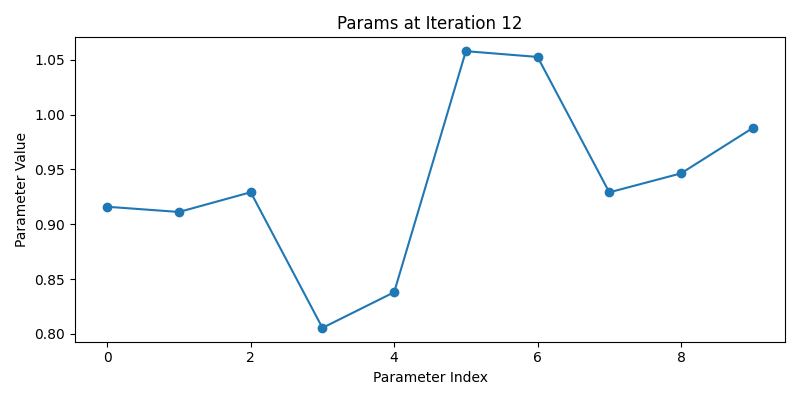 Params at Iteration 12
1.05
1.00
0.95
0.90
0.85
0.80
Parameter Value
0 2 4 6 8
Parameter Index